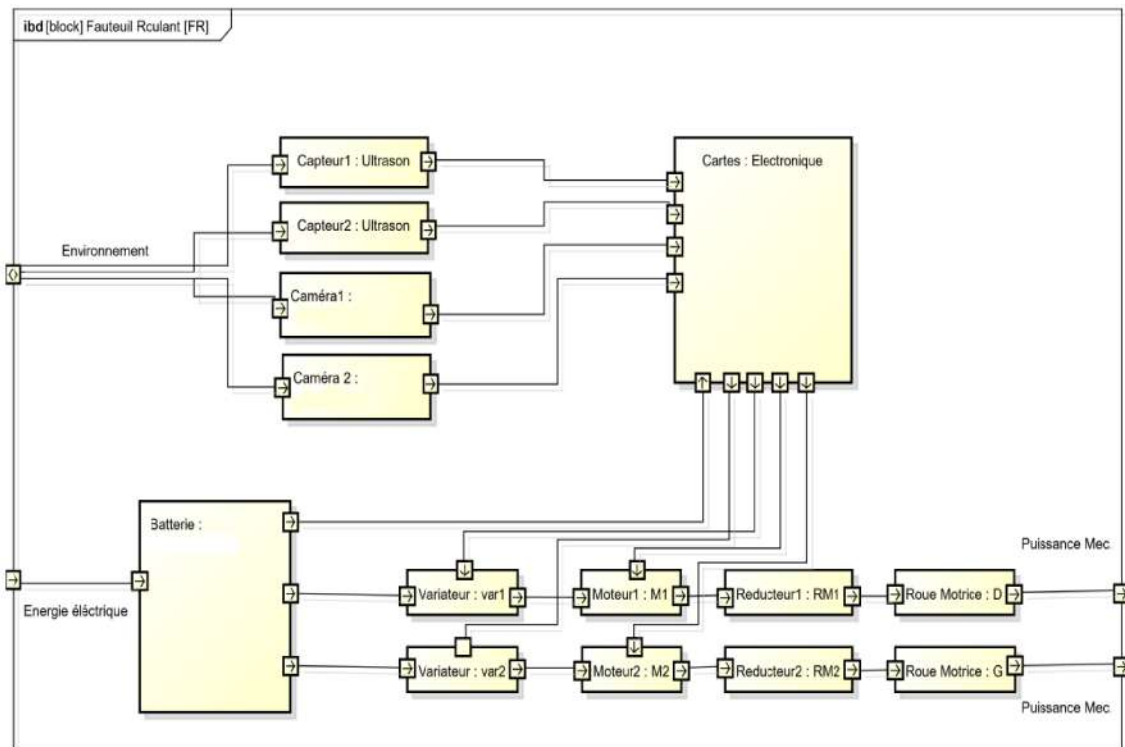 ibd [block] Fauteuil Rculant [FR]
Capteur1 : Ultrason
Cartes : Electronique
Capteur2 : Ultrason
Environnement
Caméra1 :
Caméra 2 :
Batterie :
Energie éléctrique
Variateur : var1
Moteur1 : M1
Reducteur1 : RM1
Roue Motrice : D
Puissance Mec
Variateur : var2
Moteur2 : M2
Reducteur2 : RM2
Roue Motrice : G
Puissance Mec